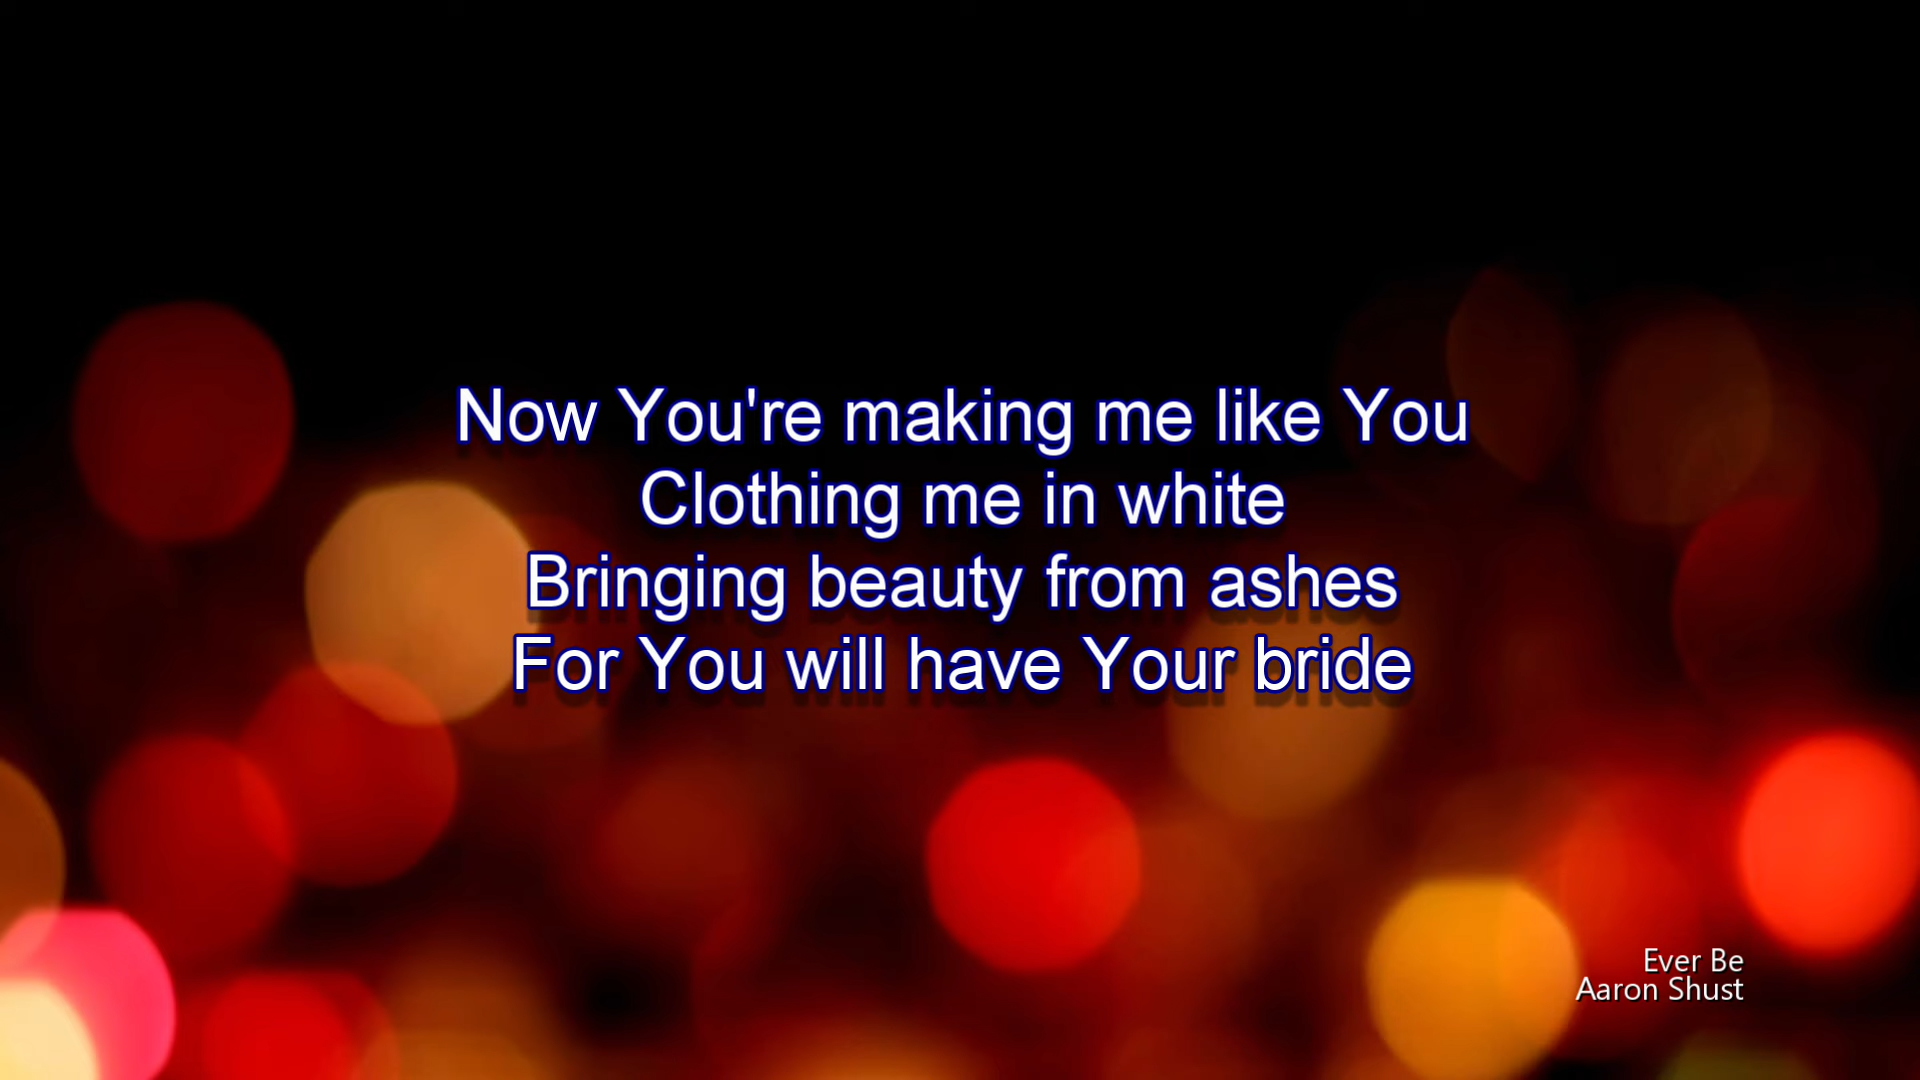 Now You're making me like You
Clothing me in white
Bringing beauty from ashes
For You will have Your bride
Ever Be
Aaron Shust